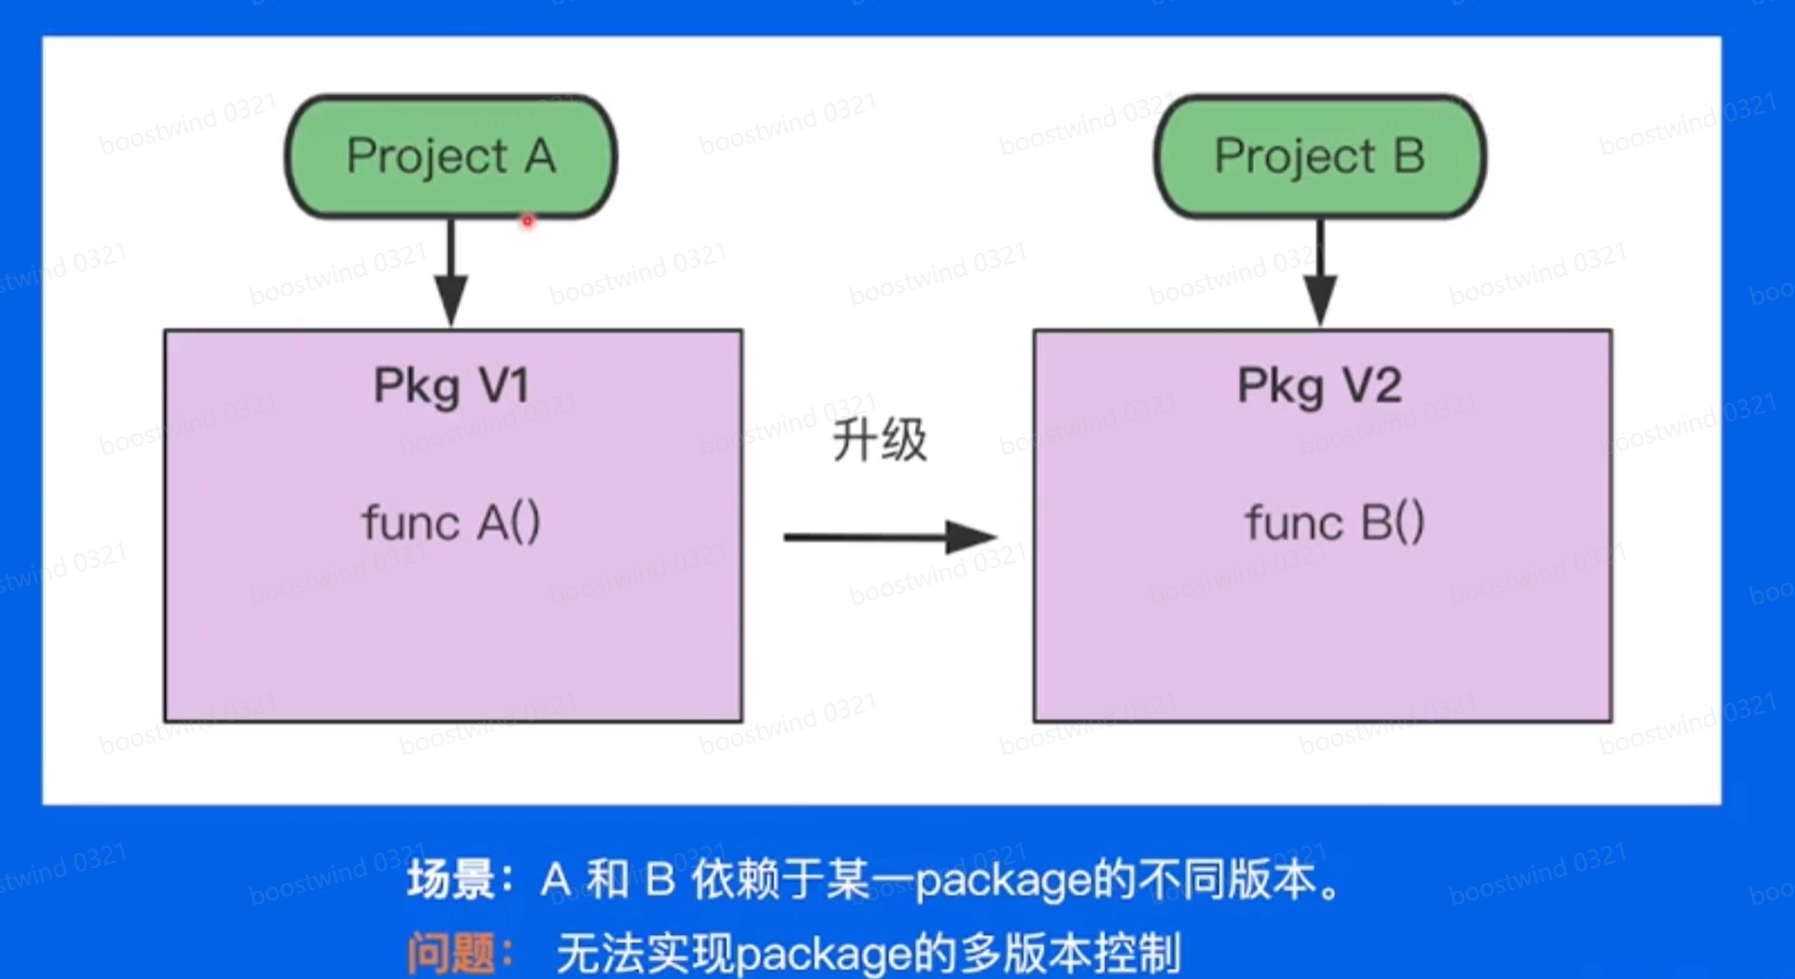 Project A
Project B
Pkg V1
Pkg V2
升级
func A()
func B()
场景：A 和 B 依赖于某一package的不同版本。
问题：无法实现package的多版本控制
boostwind 0321